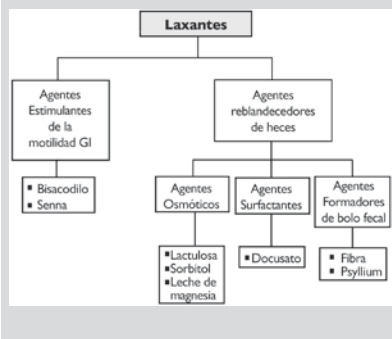 Laxantes
Agentes
Estimulantes
de la
motilidad GI
Agentes
reblandecedores
de heces
▪ Bisacodilo
▪ Senna
Agentes
Osmóticos
Agentes
Surfactantes
Agentes
Formadores
de bolo fecal
▪Lactulosa
▪Sorbitol
▪Leche de
magnesia
▪Docusato
▪ Fibra
▪ Psyllium